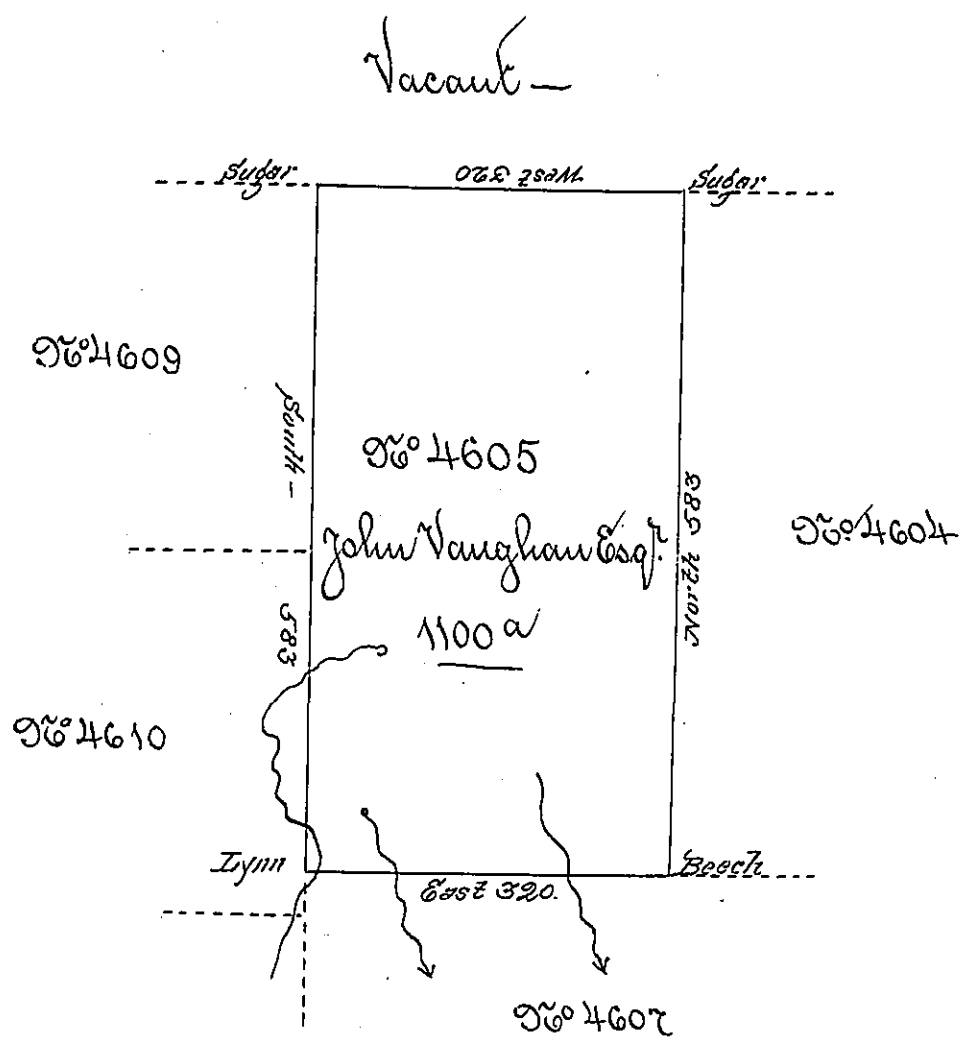 Vacant —
Sugar
West 320
Sugar
No 4609
South –
583
No 4605
John Vaughan Esqr.
1100 a
North 583
No. 4604
No 4610
Lynn
East 320.
Beech
No 4607